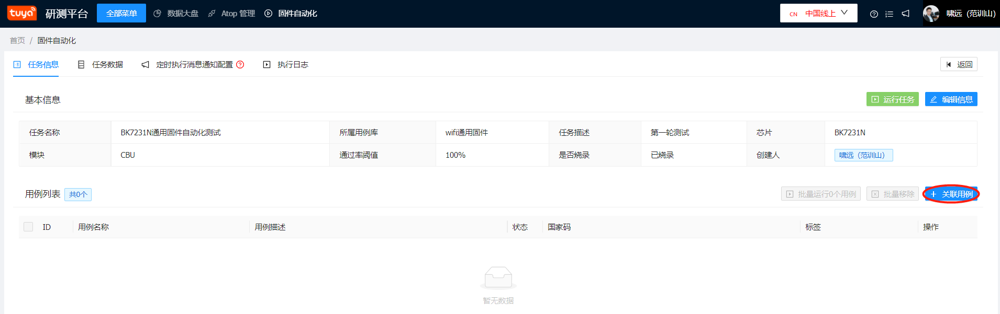 tuya 研测平台 全部菜单 数据大盘 Atop 管理 固件自动化 CN 中国线上 啸远（范训山）
首页 / 固件自动化
任务信息 任务数据 定时执行消息通知配置 执行日志 返回
基本信息 运行任务 编辑信息
任务名称 BK7231N通用固件自动化测试 所属用例库 wifi通用固件 任务描述 第一轮测试 芯片 BK7231N
模块 CBU 通过率阈值 100% 是否烧录 已烧录 创建人 啸远（范训山）
用例列表 共0个 批量运行0个用例 批量移除 + 关联用例
ID 用例名称 用例描述 状态 国家码 标签 操作
暂无数据